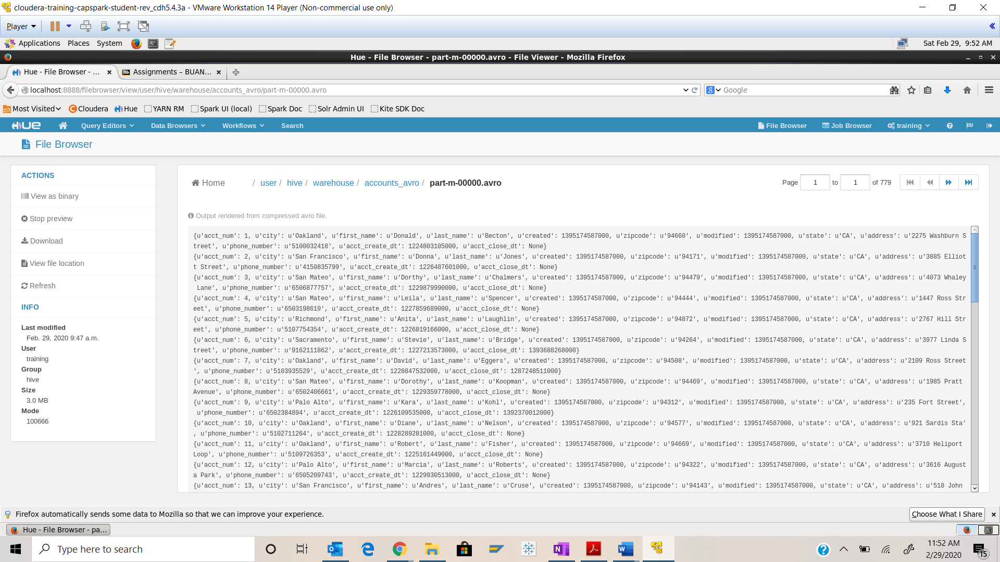 cloudera-training-capspark-student-rev_cdh5.4.3a - VMware Workstation 14 Player (Non-commercial use only)
Player
Applications Places System Sat Feb 29, 9:52 AM
Hue - File Browser - part-m-00000.avro - File Viewer - Mozilla Firefox
Hue - File Browser - ... Assignments – BUAN...
localhost:8888/filebrowser/view/user/hive/warehouse/accounts_avro/part-m-00000.avro Google
Most Visited Cloudera Hue YARN RM Spark UI (local) Spark Doc Solr Admin UI Kite SDK Doc
HUE Query Editors Data Browsers Workflows Search File Browser Job Browser training
File Browser
ACTIONS
View as binary
Stop preview
Download
View file location
Refresh
INFO
Last modified
Feb. 29, 2020 9:47 a.m.
User
training
Group
hive
Size
3.0 MB
Mode
100666
Home / user / hive / warehouse / accounts_avro / part-m-00000.avro Page 1 to 1 of 779
Output rendered from compressed avro file.
{u'acct_num': 1, u'city': u'Oakland', u'first_name': u'Donald', u'last_name': u'Becton', u'created': 1395174587000, u'zipcode': u'94660', u'modified': 1395174587000, u'state': u'CA', u'address': u'2275 Washburn S
treet', u'phone_number': u'5100032418', u'acct_create_dt': 1224803105000, u'acct_close_dt': None}
{u'acct_num': 2, u'city': u'San Francisco', u'first_name': u'Donna', u'last_name': u'Jones', u'created': 1395174587000, u'zipcode': u'94171', u'modified': 1395174587000, u'state': u'CA', u'address': u'3885 Elliot
t Street', u'phone_number': u'4150835799', u'acct_create_dt': 1226487601000, u'acct_close_dt': None}
{u'acct_num': 3, u'city': u'San Mateo', u'first_name': u'Dorthy', u'last_name': u'Chalmers', u'created': 1395174587000, u'zipcode': u'94479', u'modified': 1395174587000, u'state': u'CA', u'address': u'4073 Whaley
Lane', u'phone_number': u'6506877757', u'acct_create_dt': 1229879990000, u'acct_close_dt': None}
{u'acct_num': 4, u'city': u'San Mateo', u'first_name': u'Leila', u'last_name': u'Spencer', u'created': 1395174587000, u'zipcode': u'94444', u'modified': 1395174587000, u'state': u'CA', u'address': u'1447 Ross Str
eet', u'phone_number': u'6503198619', u'acct_create_dt': 1227859689000, u'acct_close_dt': None}
{u'acct_num': 5, u'city': u'Richmond', u'first_name': u'Anita', u'last_name': u'Laughlin', u'created': 1395174587000, u'zipcode': u'94872', u'modified': 1395174587000, u'state': u'CA', u'address': u'2767 Hill Str
eet', u'phone_number': u'5107754354', u'acct_create_dt': 1226819166000, u'acct_close_dt': None}
{u'acct_num': 6, u'city': u'Sacramento', u'first_name': u'Stevie', u'last_name': u'Bridge', u'created': 1395174587000, u'zipcode': u'94264', u'modified': 1395174587000, u'state': u'CA', u'address': u'3977 Linda S
treet', u'phone_number': u'9162111862', u'acct_create_dt': 1227213573000, u'acct_close_dt': 1393688268000}
{u'acct_num': 7, u'city': u'Oakland', u'first_name': u'David', u'last_name': u'Eggers', u'created': 1395174587000, u'zipcode': u'94508', u'modified': 1395174587000, u'state': u'CA', u'address': u'2109 Ross Street
', u'phone_number': u'5103935529', u'acct_create_dt': 1228847532000, u'acct_close_dt': 1287248511000}
{u'acct_num': 8, u'city': u'San Mateo', u'first_name': u'Dorothy', u'last_name': u'Koopman', u'created': 1395174587000, u'zipcode': u'94469', u'modified': 1395174587000, u'state': u'CA', u'address': u'1985 Pratt
Avenue', u'phone_number': u'6502406661', u'acct_create_dt': 1229359778000, u'acct_close_dt': None}
{u'acct_num': 9, u'city': u'Palo Alto', u'first_name': u'Kara', u'last_name': u'Kohl', u'created': 1395174587000, u'zipcode': u'94312', u'modified': 1395174587000, u'state': u'CA', u'address': u'235 Fort Street',
u'phone_number': u'6502384894', u'acct_create_dt': 1226109535000, u'acct_close_dt': 1392370012000}
{u'acct_num': 10, u'city': u'Oakland', u'first_name': u'Diane', u'last_name': u'Nelson', u'created': 1395174587000, u'zipcode': u'94577', u'modified': 1395174587000, u'state': u'CA', u'address': u'921 Sardis Sta'
, u'phone_number': u'5102711264', u'acct_create_dt': 1228289281000, u'acct_close_dt': None}
{u'acct_num': 11, u'city': u'Oakland', u'first_name': u'Robert', u'last_name': u'Fisher', u'created': 1395174587000, u'zipcode': u'94669', u'modified': 1395174587000, u'state': u'CA', u'address': u'3710 Heliport
Loop', u'phone_number': u'5109726353', u'acct_create_dt': 1225161449000, u'acct_close_dt': None}
{u'acct_num': 12, u'city': u'Palo Alto', u'first_name': u'Marcia', u'last_name': u'Roberts', u'created': 1395174587000, u'zipcode': u'94322', u'modified': 1395174587000, u'state': u'CA', u'address': u'3616 August
a Park', u'phone_number': u'6505209743', u'acct_create_dt': 1229930513000, u'acct_close_dt': None}
{u'acct_num': 13, u'city': u'San Francisco', u'first_name': u'Andres', u'last_name': u'Cruse', u'created': 1395174587000, u'zipcode': u'94143', u'modified': 1395174587000, u'state': u'CA', u'address': u'518 John
Firefox automatically sends some data to Mozilla so that we can improve your experience. Choose What I Share
Hue - File Browser - pa...
Type here to search 11:52 AM
2/29/2020 15